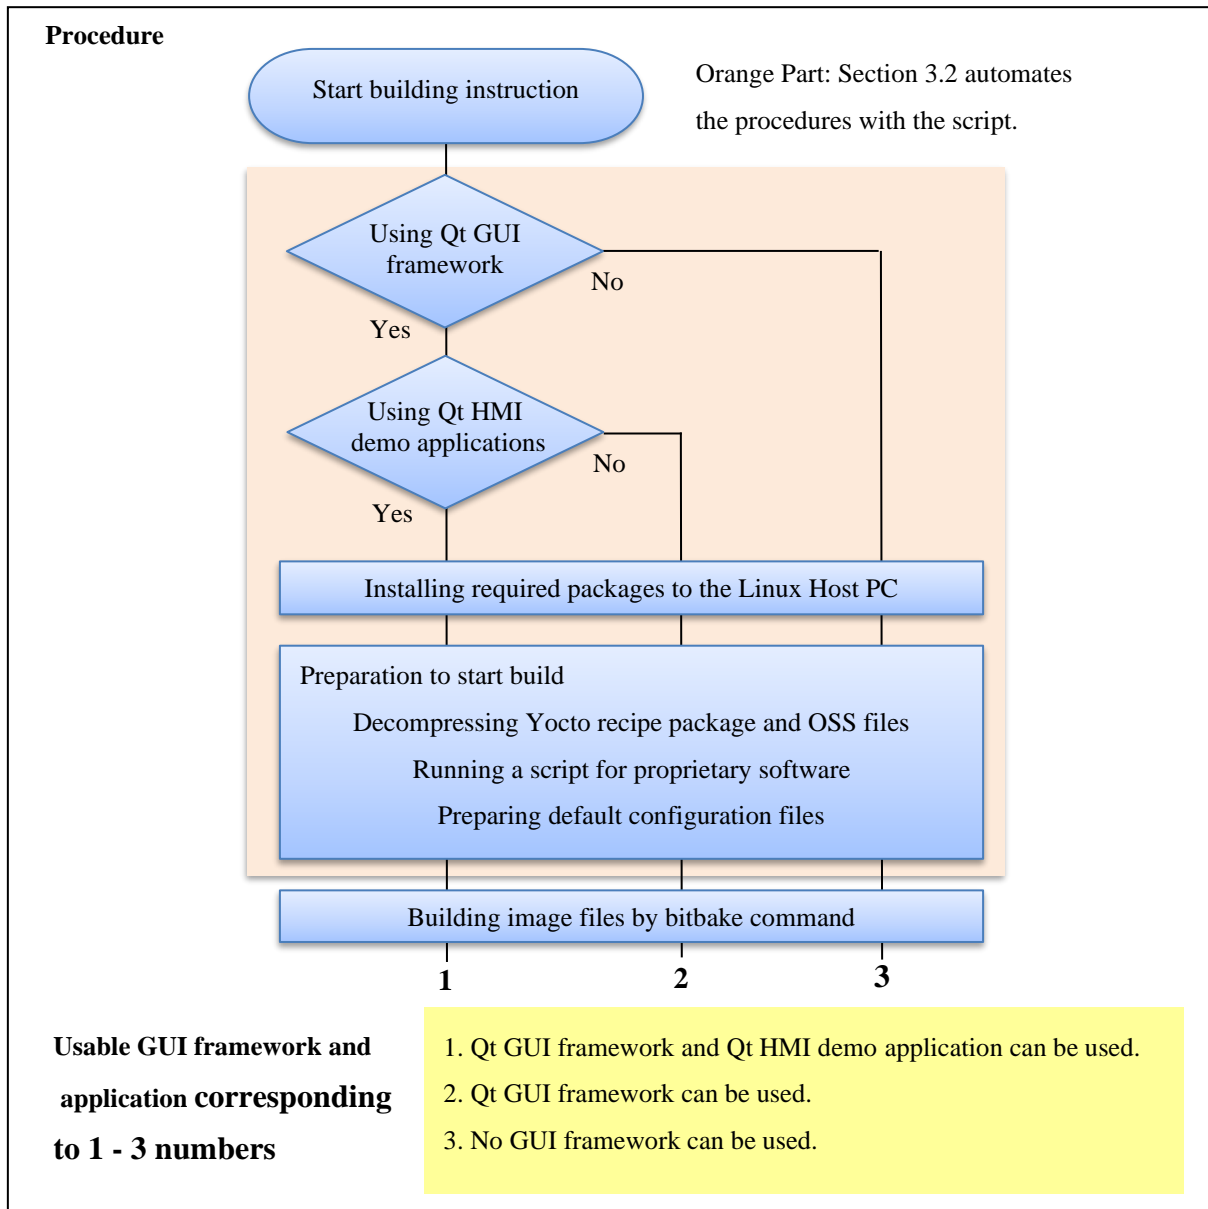 Procedure
Start building instruction
Orange Part: Section 3.2 automates
the procedures with the script.
Using Qt GUI
framework
No
Yes
Using Qt HMI
demo applications
No
Yes
Installing required packages to the Linux Host PC
Preparation to start build
Decompressing Yocto recipe package and OSS files
Running a script for proprietary software
Preparing default configuration files
Building image files by bitbake command
1
2
3
Usable GUI framework and
application corresponding
to 1 - 3 numbers
1. Qt GUI framework and Qt HMI demo application can be used.
2. Qt GUI framework can be used.
3. No GUI framework can be used.